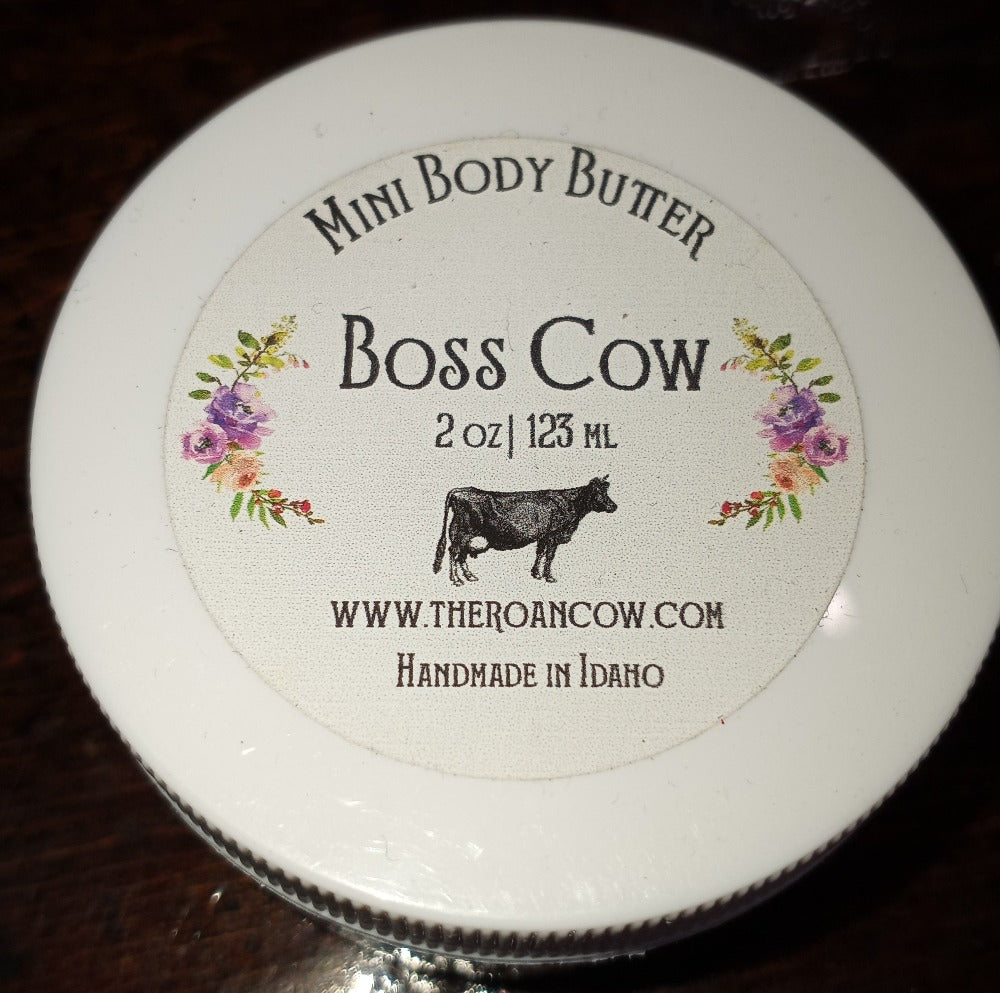 Mini Body Butter
Boss Cow
2 oz| 123 ml
www.theroancow.com
Handmade in Idaho